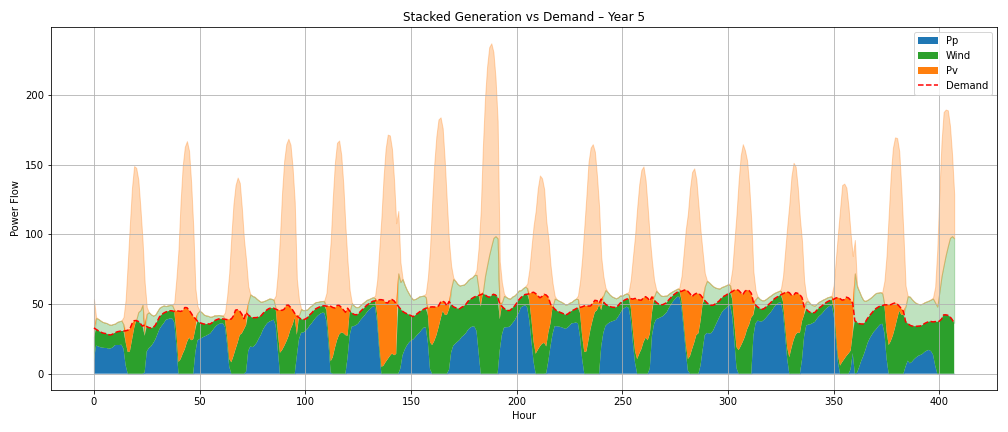 Stacked Generation vs Demand – Year 5
Pp
Wind
Pv
Demand
200
150
100
50
0
Power Flow
0 50 100 150 200 250 300 350 400
Hour